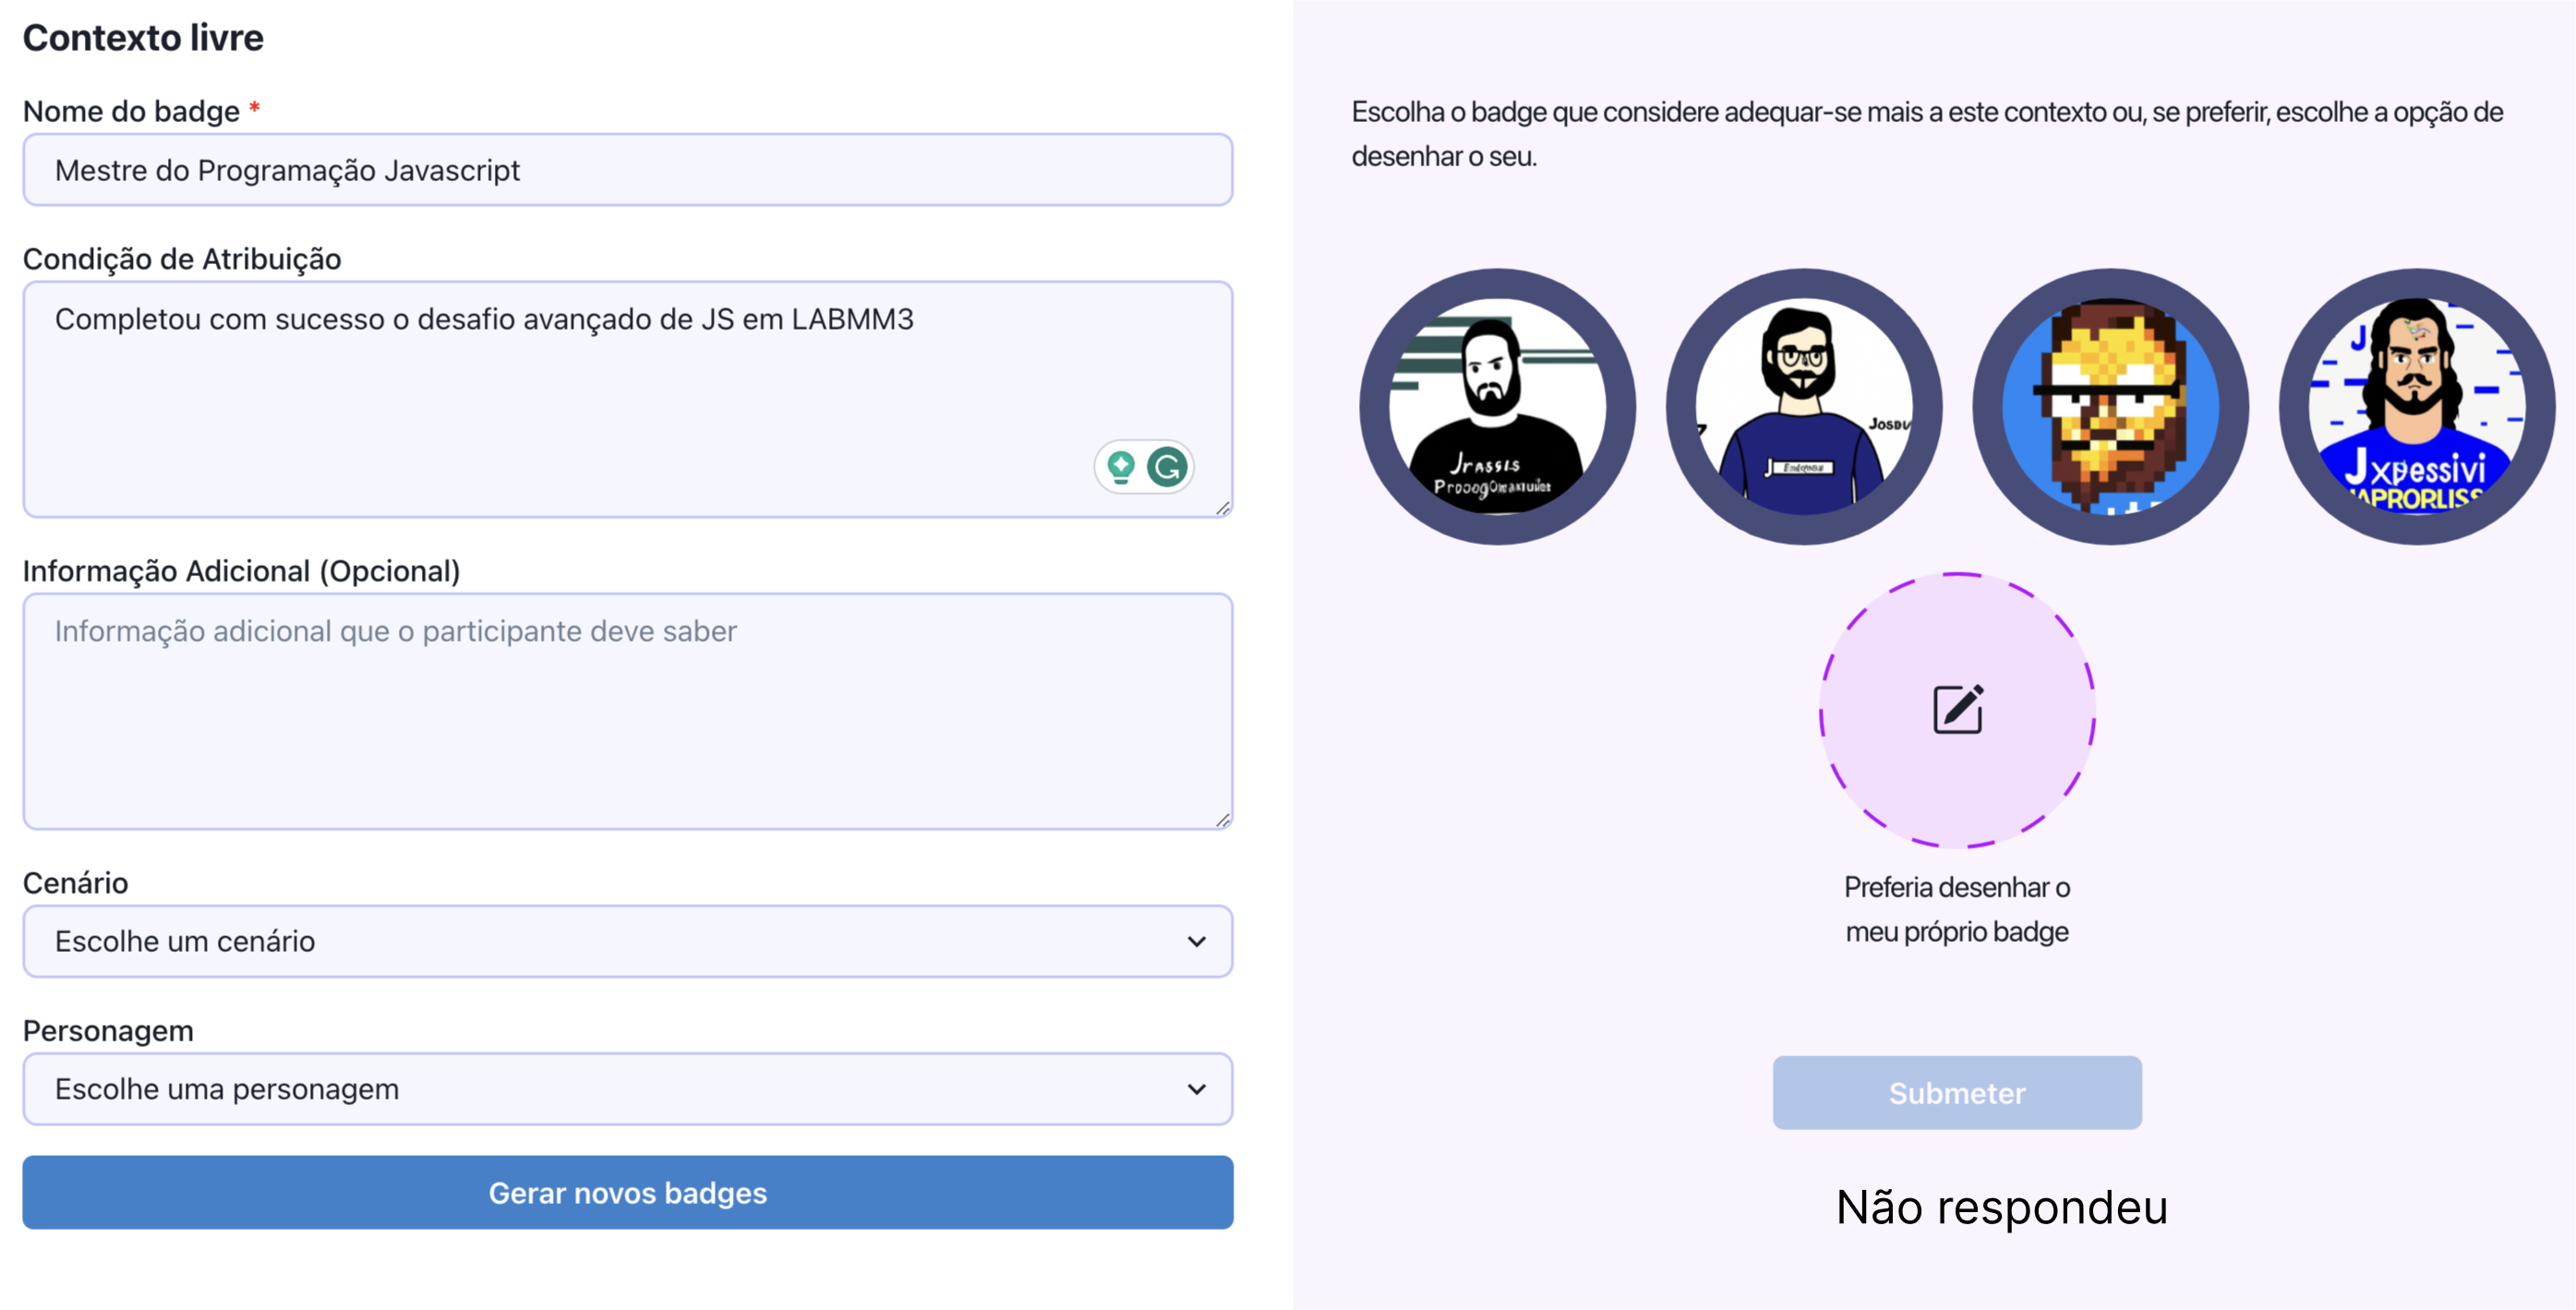 Contexto livre
Nome do badge *
Mestre do Programação Javascript
Condição de Atribuição
Completou com sucesso o desafio avançado de JS em LABMM3
Informação Adicional (Opcional)
Informação adicional que o participante deve saber
Cenário
Escolhe um cenário
Personagem
Escolhe uma personagem
Gerar novos badges
Escolha o badge que considere adequar-se mais a este contexto ou, se preferir, escolhe a opção de
desenhar o seu.
Jrassis
J
Josdu
J
Jxpessivi
Preferia desenhar o
meu próprio badge
Submeter
Não respondeu